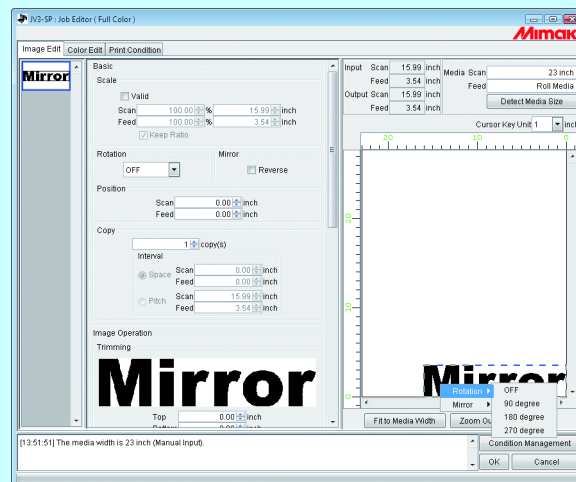 JV3-SP : Job Editor ( Full Color )
Mimaki
Image Edit Color Edit Print Condition
Mirror
Basic
Scale
Valid
Scan 100.00 % 15.99 inch
Feed 100.00 % 3.54 inch
Keep Ratio
Rotation Mirror
OFF Reverse
Position
Scan 0.00 inch
Feed 0.00 inch
Copy
1 copy(s)
Interval
Space Scan 0.00 inch
Feed 0.00 inch
Pitch Scan 15.99 inch
Feed 3.54 inch
Image Operation
Trimming
Mirror
Top 0.00 inch
Input Scan 15.99 inch
Feed 3.54 inch
Output Scan 15.99 inch
Feed 3.54 inch
Media Scan 23 inch
Feed Roll Media
Detect Media Size
Cursor Key Unit 1 inch
20 10 0
20
10
0
Mirror
Rotation OFF
Mirror 90 degree
180 degree
270 degree
Fit to Media Width Zoom Ou
[13:51:51] The media width is 23 inch (Manual Input).
Condition Management
OK Cancel